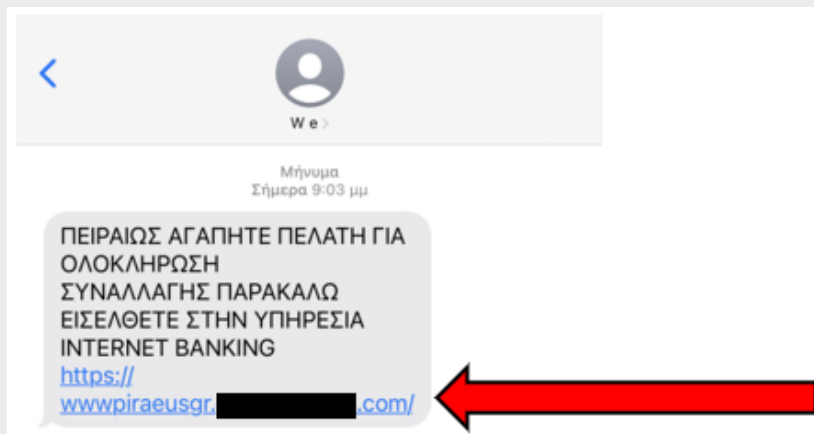 W e >
Μήνυμα
Σήμερα 9:03 μμ
ΠΕΙΡΑΙΩΣ ΑΓΑΠΗΤΕ ΠΕΛΑΤΗ ΓΙΑ
ΟΛΟΚΛΗΡΩΣΗ
ΣΥΝΑΛΛΑΓΗΣ ΠΑΡΑΚΑΛΩ
ΕΙΣΕΛΘΕΤΕ ΣΤΗΝ ΥΠΗΡΕΣΙΑ
INTERNET BANKING
https://
wwwpiraeusgr. .com/